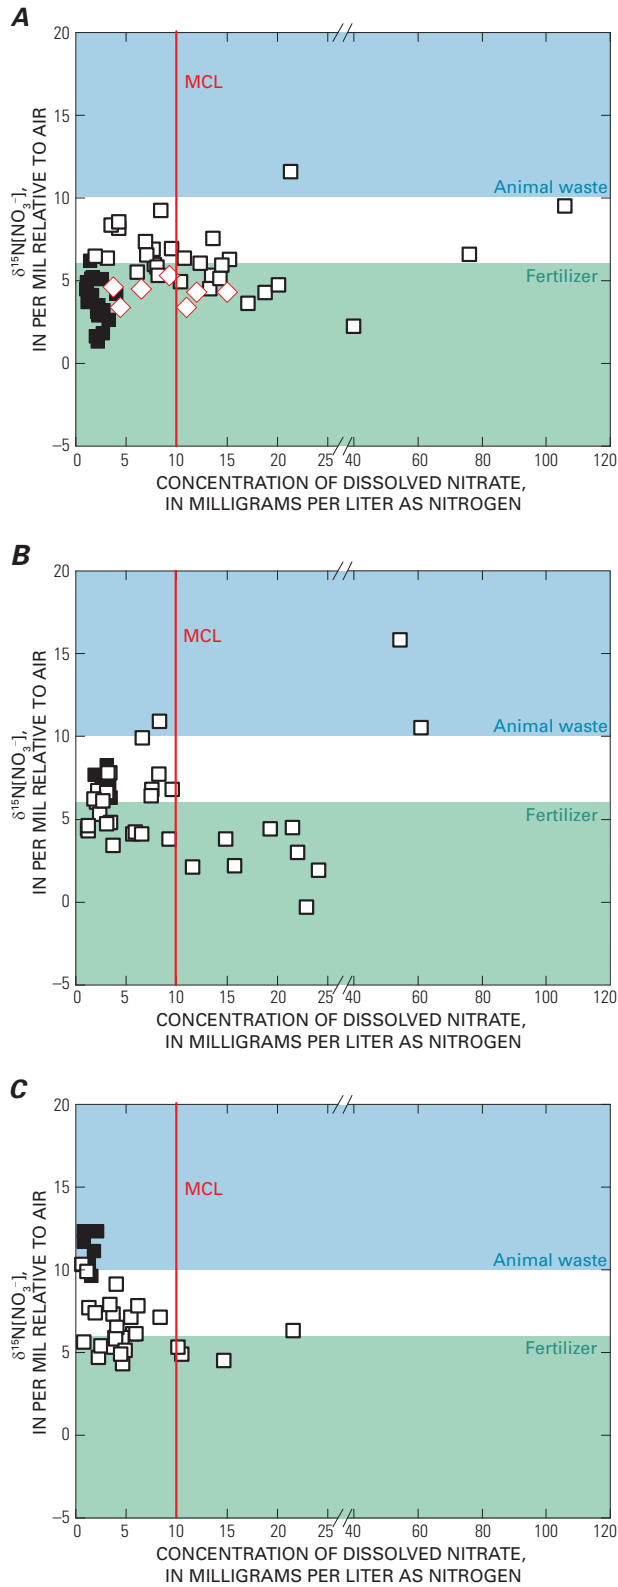 A
20
15
10
5
0
–5
δ¹⁵N[NO₃⁻],
IN PER MIL RELATIVE TO AIR
MCL
Animal waste
Fertilizer
0 5 10 15 20 25 40 60 80 100 120
CONCENTRATION OF DISSOLVED NITRATE,
IN MILLIGRAMS PER LITER AS NITROGEN
B
20
15
10
5
0
–5
δ¹⁵N[NO₃⁻],
IN PER MIL RELATIVE TO AIR
MCL
Animal waste
Fertilizer
0 5 10 15 20 25 40 60 80 100 120
CONCENTRATION OF DISSOLVED NITRATE,
IN MILLIGRAMS PER LITER AS NITROGEN
C
20
15
10
5
0
–5
δ¹⁵N[NO₃⁻],
IN PER MIL RELATIVE TO AIR
MCL
Animal waste
Fertilizer
0 5 10 15 20 25 40 60 80 100 120
CONCENTRATION OF DISSOLVED NITRATE,
IN MILLIGRAMS PER LITER AS NITROGEN